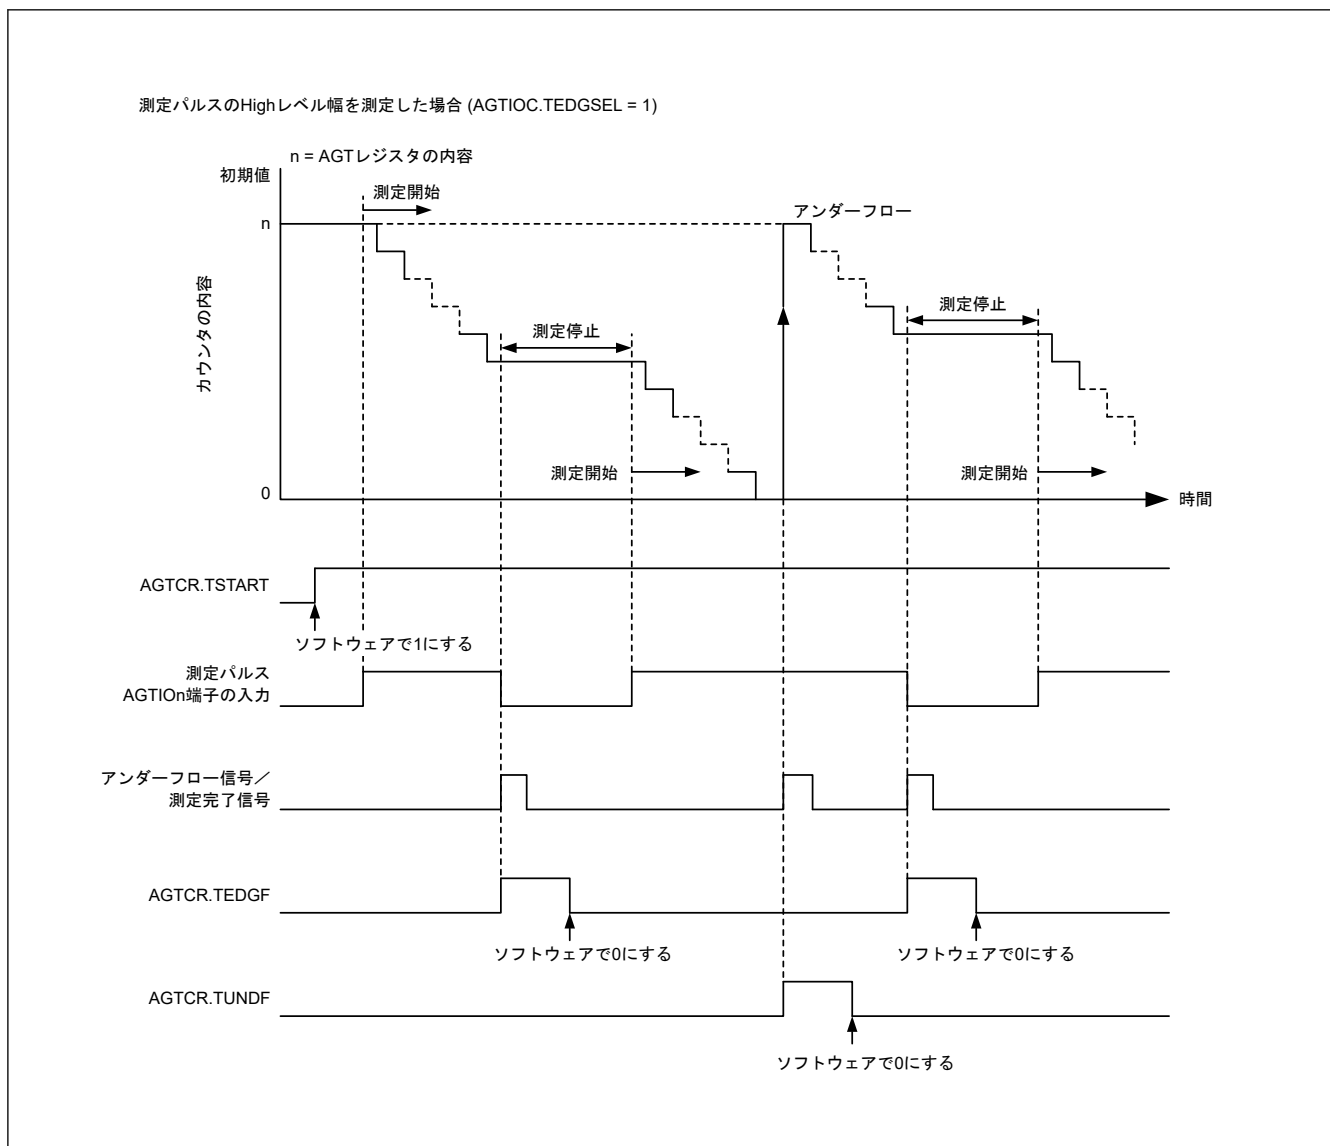 測定パルスのHighレベル幅を測定した場合 (AGTIOC.TEDGSEL = 1)
n = AGTレジスタの内容
初期値
測定開始
n
アンダーフロー
カウンタの内容
測定停止
測定停止
測定開始
測定開始
0
時間
AGTCR.TSTART
ソフトウェアで1にする
測定パルス
AGTIOn端子の入力
アンダーフロー信号／
測定完了信号
AGTCR.TEDGF
ソフトウェアで0にする
ソフトウェアで0にする
AGTCR.TUNDF
ソフトウェアで0にする